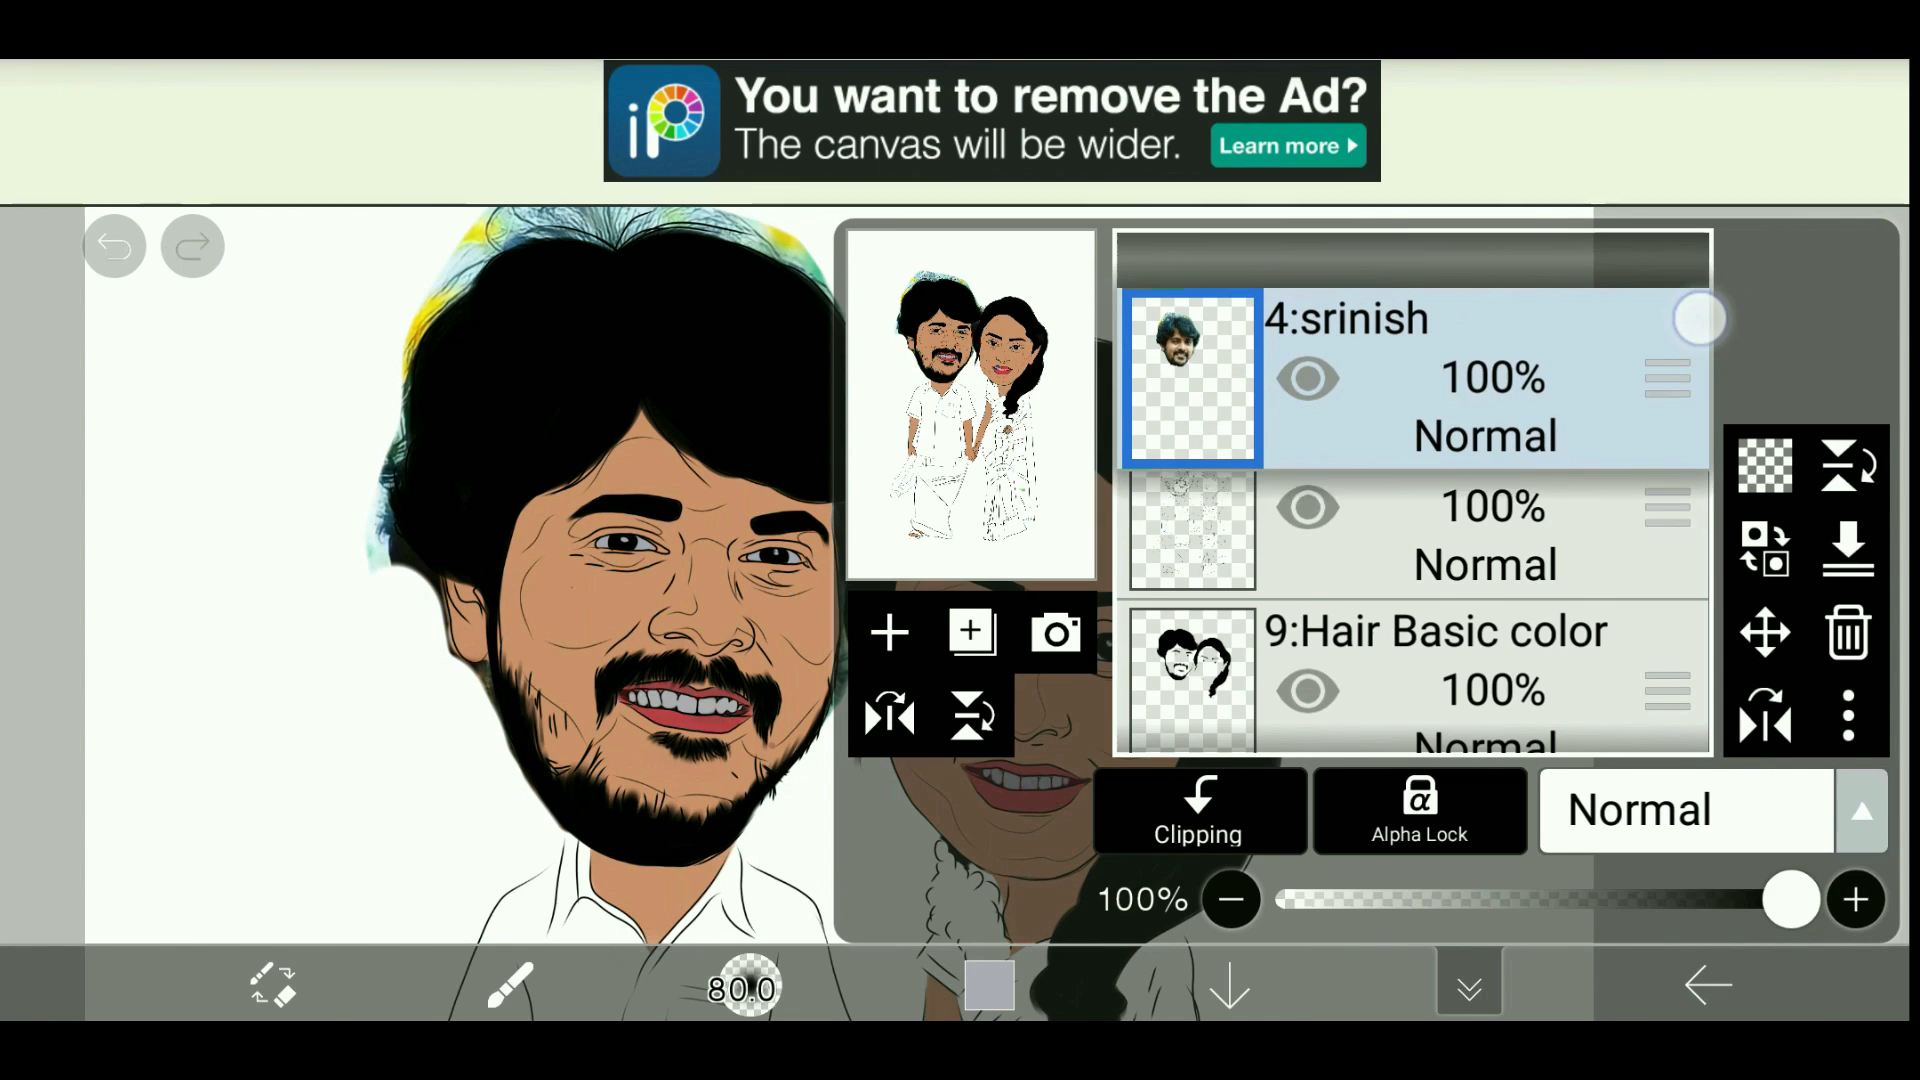 iP
You want to remove the Ad?
The canvas will be wider.
Learn more
4:srinish
100%
Normal
100%
Normal
9:Hair Basic color
100%
Normal
Clipping
α
Alpha Lock
Normal
100%
80.0